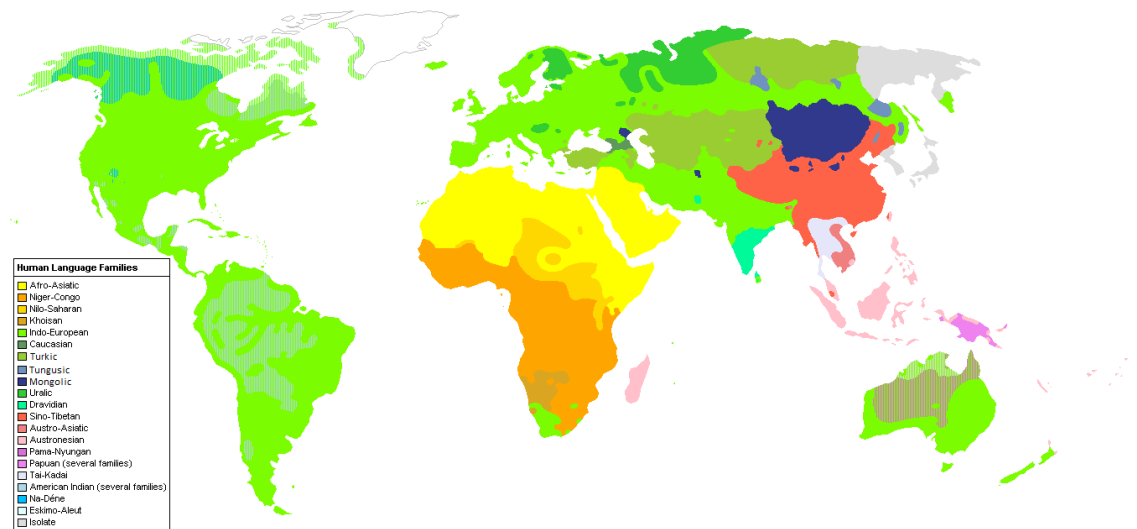 Human Language Families
Afro-Asiatic
Niger-Congo
Nilo-Saharan
Khoisan
Indo-European
Caucasian
Turkic
Tungusic
Mongolic
Uralic
Dravidian
Sino-Tibetan
Austro-Asiatic
Austronesian
Pama-Nyungan
Papuan (several families)
Tai-Kadai
American Indian (several families)
Na-Déne
Eskimo-Aleut
Isolate